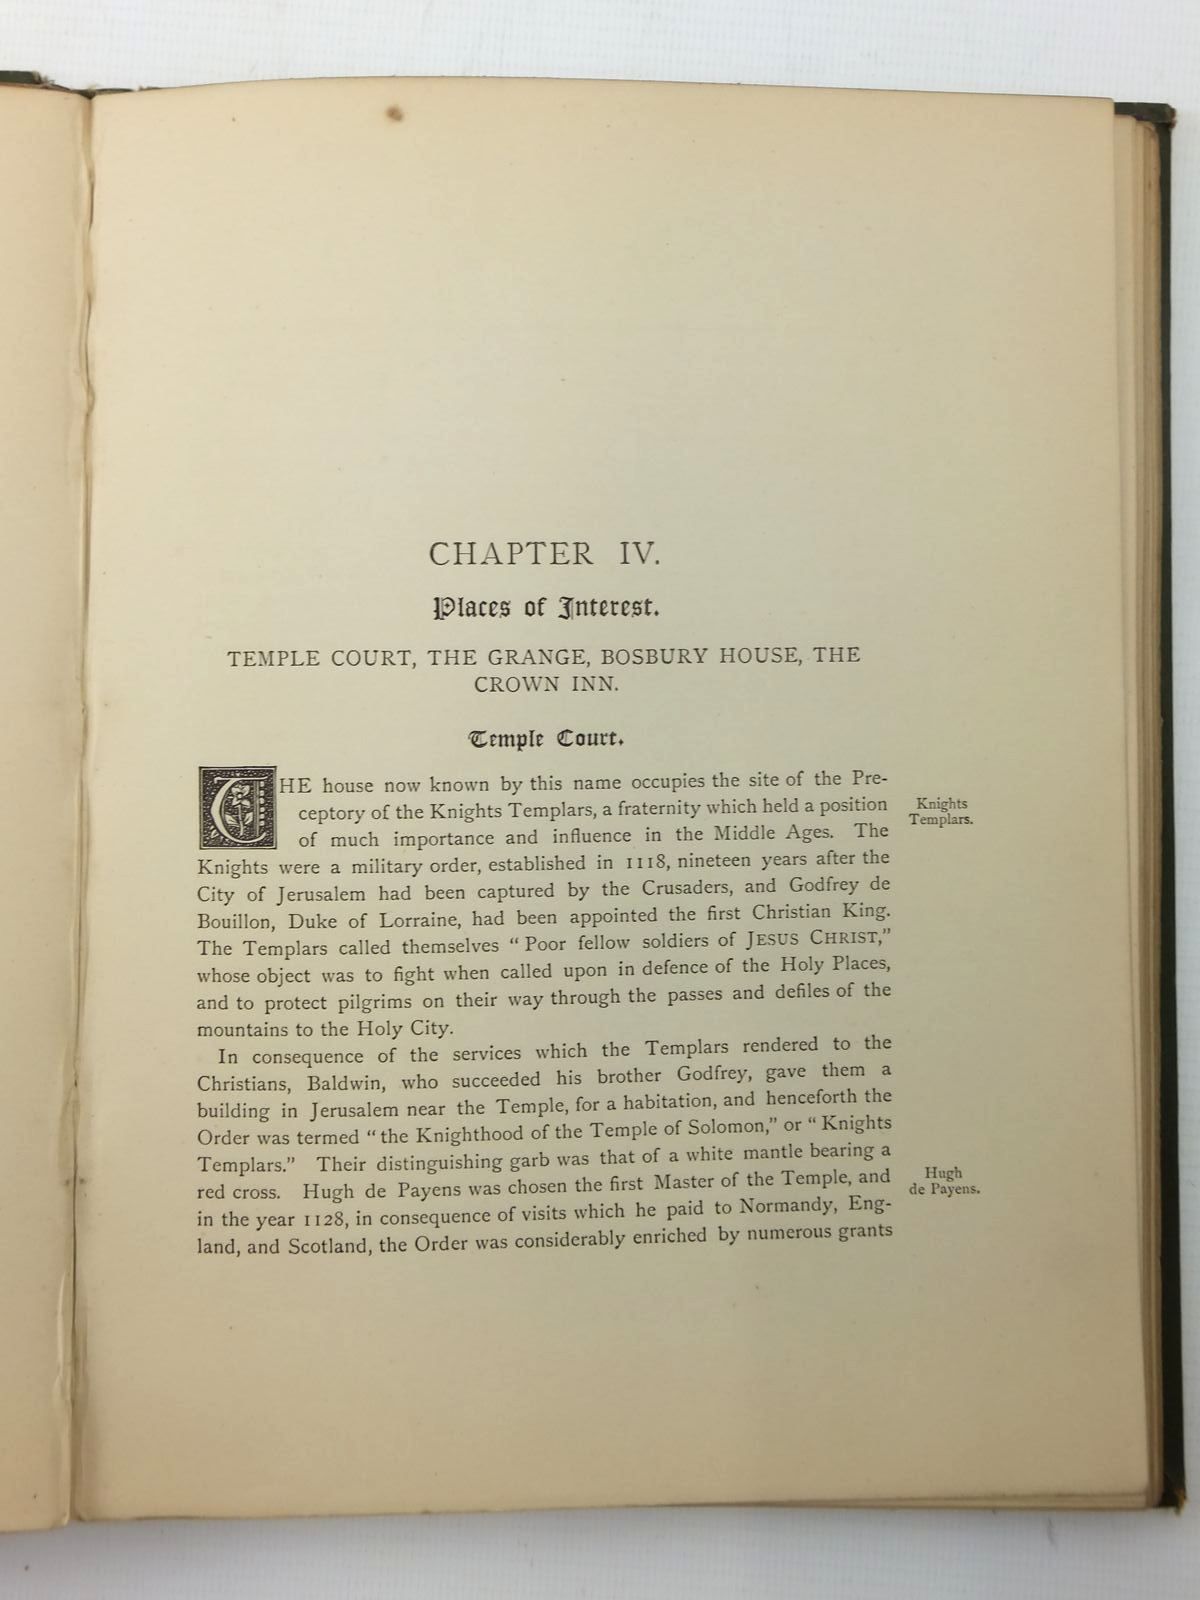 CHAPTER IV.
Places of Interest.
TEMPLE COURT, THE GRANGE, BOSBURY HOUSE, THE
CROWN INN.
Temple Court.
THE house now known by this name occupies the site of the Pre-
ceptory of the Knights Templars, a fraternity which held a position
of much importance and influence in the Middle Ages. The
Knights were a military order, established in 1118, nineteen years after the
City of Jerusalem had been captured by the Crusaders, and Godfrey de
Bouillon, Duke of Lorraine, had been appointed the first Christian King.
The Templars called themselves “Poor fellow soldiers of JESUS CHRIST,”
whose object was to fight when called upon in defence of the Holy Places,
and to protect pilgrims on their way through the passes and defiles of the
mountains to the Holy City.
In consequence of the services which the Templars rendered to the
Christians, Baldwin, who succeeded his brother Godfrey, gave them a
building in Jerusalem near the Temple, for a habitation, and henceforth the
Order was termed “the Knighthood of the Temple of Solomon,” or “Knights
Templars.” Their distinguishing garb was that of a white mantle bearing a
red cross. Hugh de Payens was chosen the first Master of the Temple, and
in the year 1128, in consequence of visits which he paid to Normandy, Eng-
land, and Scotland, the Order was considerably enriched by numerous grants
Knights
Templars.
Hugh
de Payens.